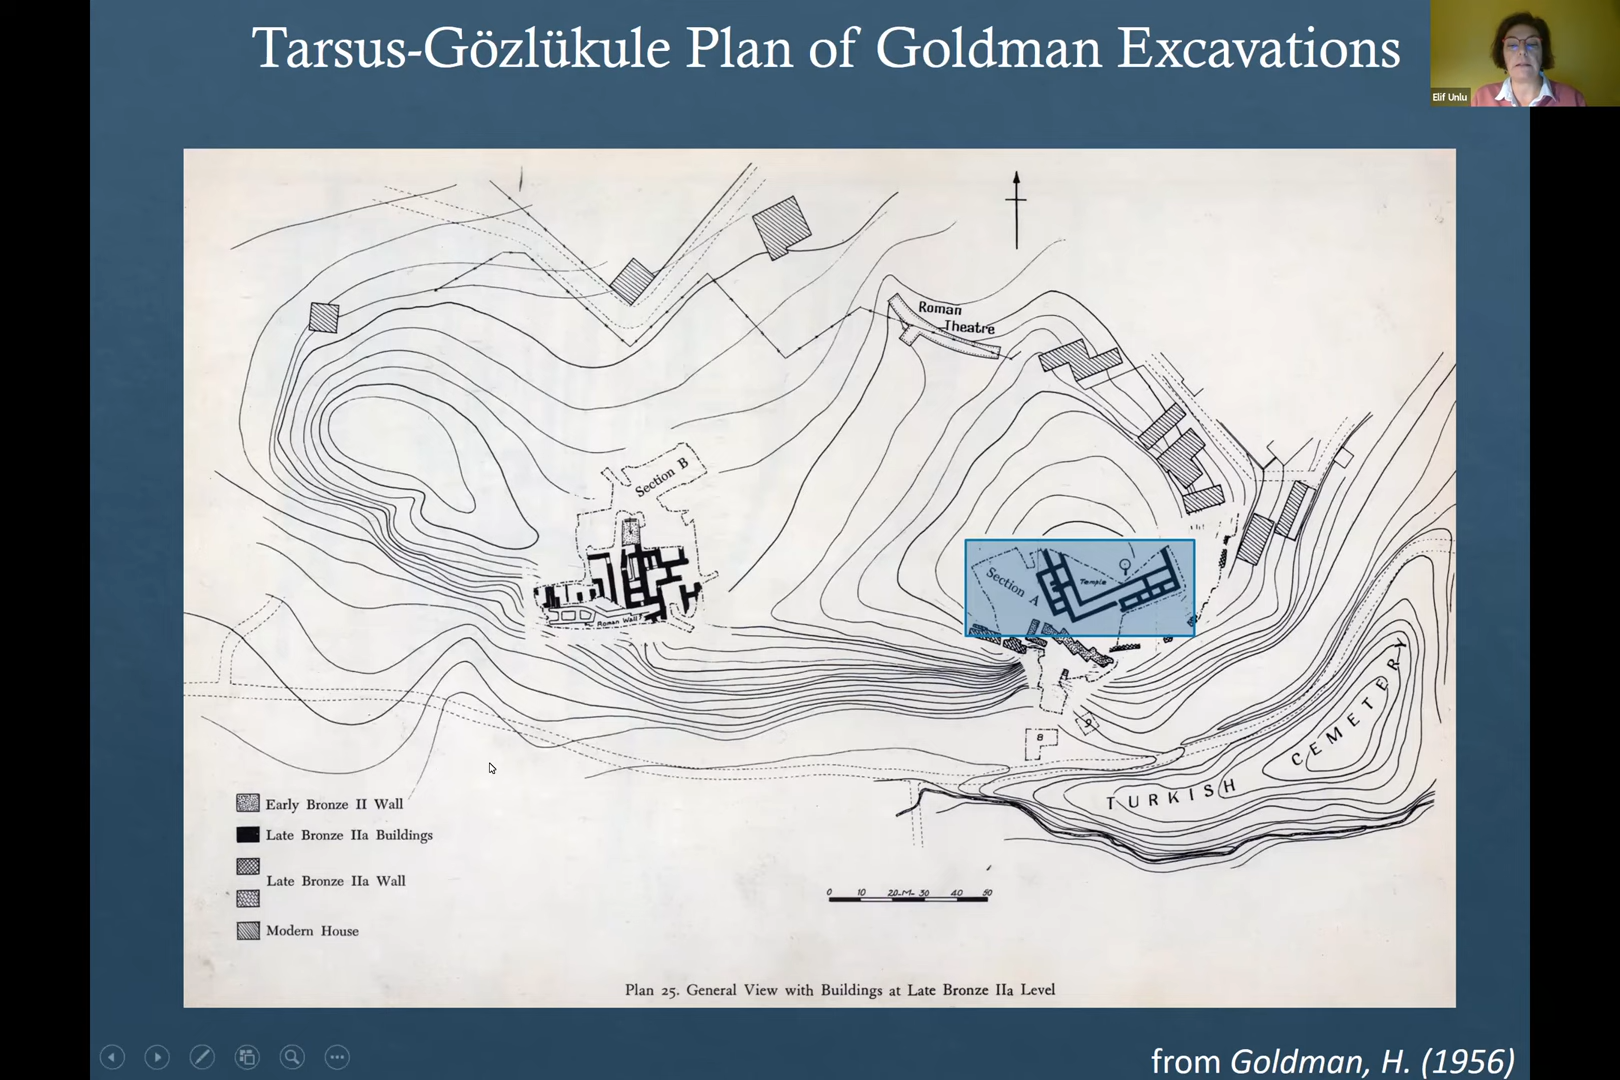 Tarsus-Gözlükule Plan of Goldman Excavations
Elif Unlu
Roman
Theatre
Section B
Section A
Temple
Roman Wall
B
TURKISH
CEMETERY
Early Bronze II Wall
Late Bronze IIa Buildings
Late Bronze IIa Wall
Modern House
0 10 20 M 30 40 50
Plan 25. General View with Buildings at Late Bronze IIa Level
from Goldman, H. (1956)